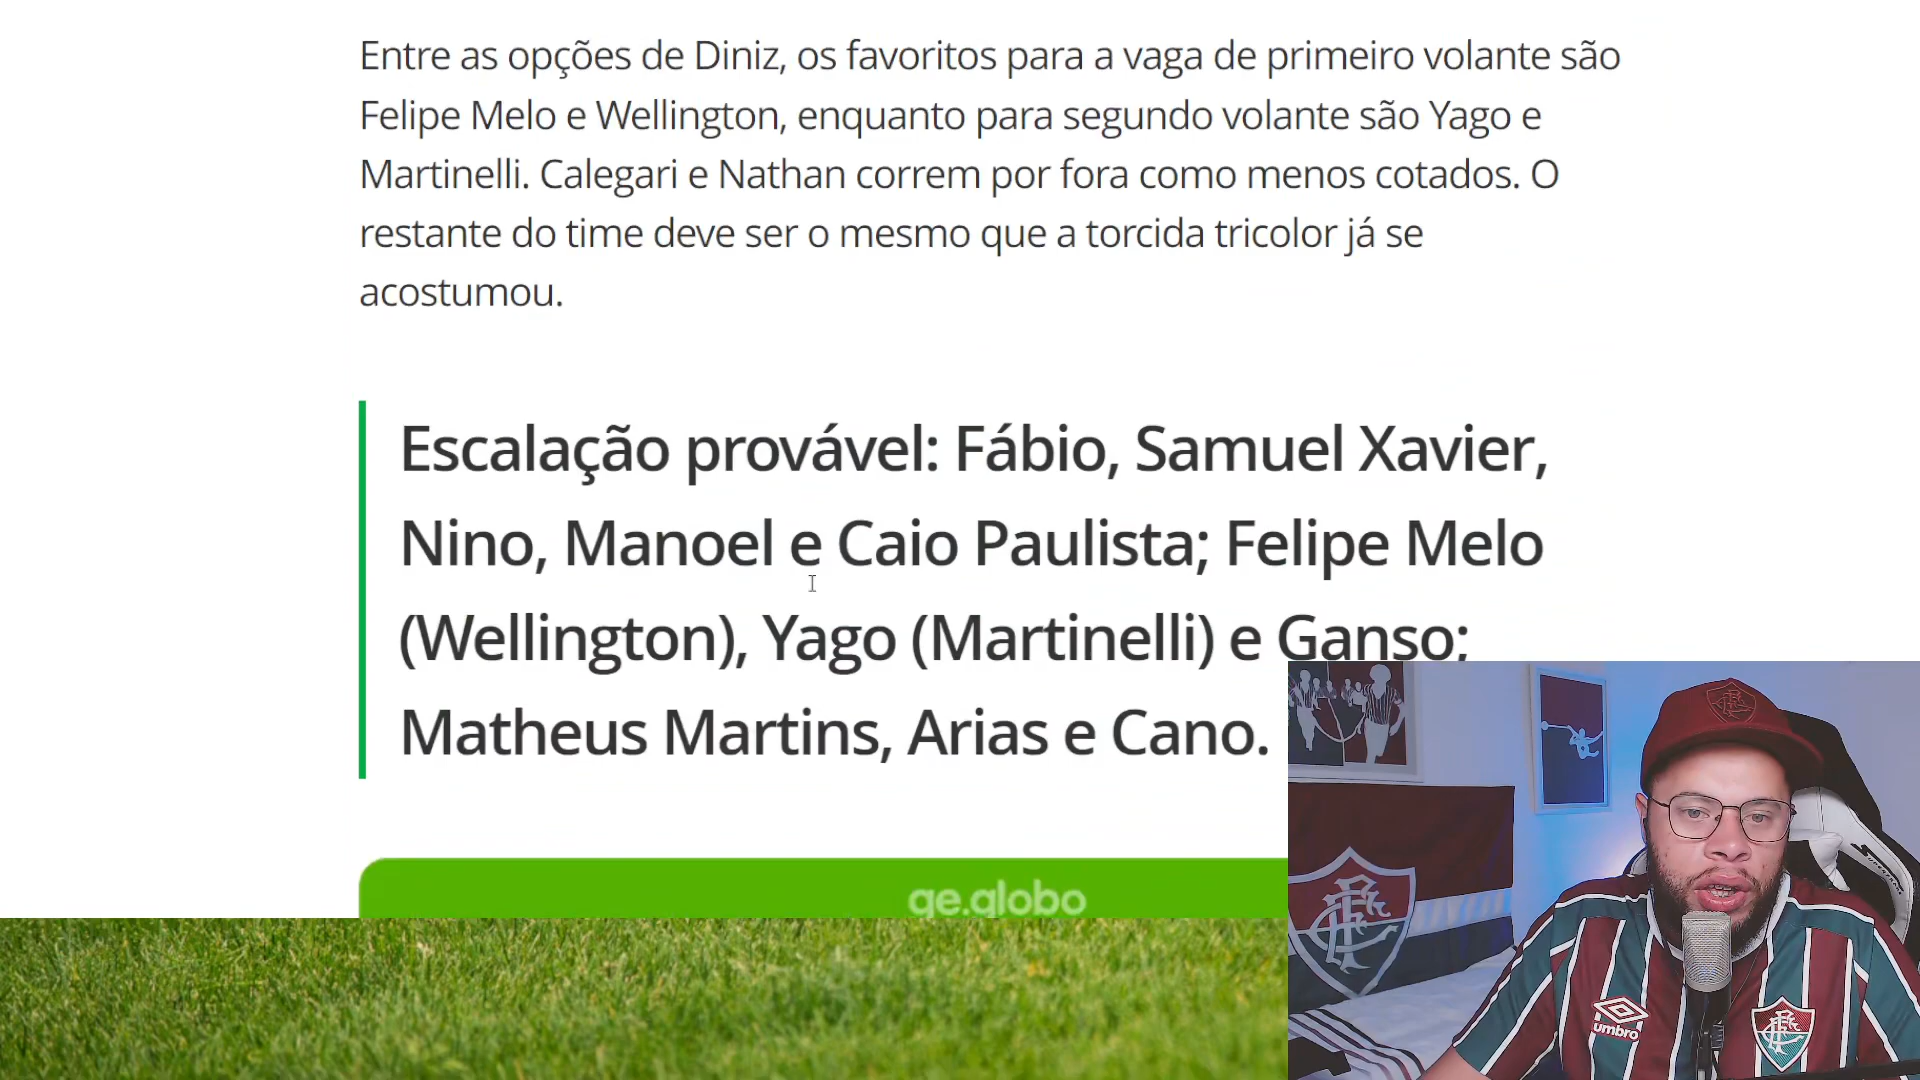 Entre as opções de Diniz, os favoritos para a vaga de primeiro volante são
Felipe Melo e Wellington, enquanto para segundo volante são Yago e
Martinelli. Calegari e Nathan correm por fora como menos cotados. O
restante do time deve ser o mesmo que a torcida tricolor já se
acostumou.
Escalação provável: Fábio, Samuel Xavier,
Nino, Manoel e Caio Paulista; Felipe Melo
(Wellington), Yago (Martinelli) e Ganso;
Matheus Martins, Arias e Cano.
ge.globo
umbro